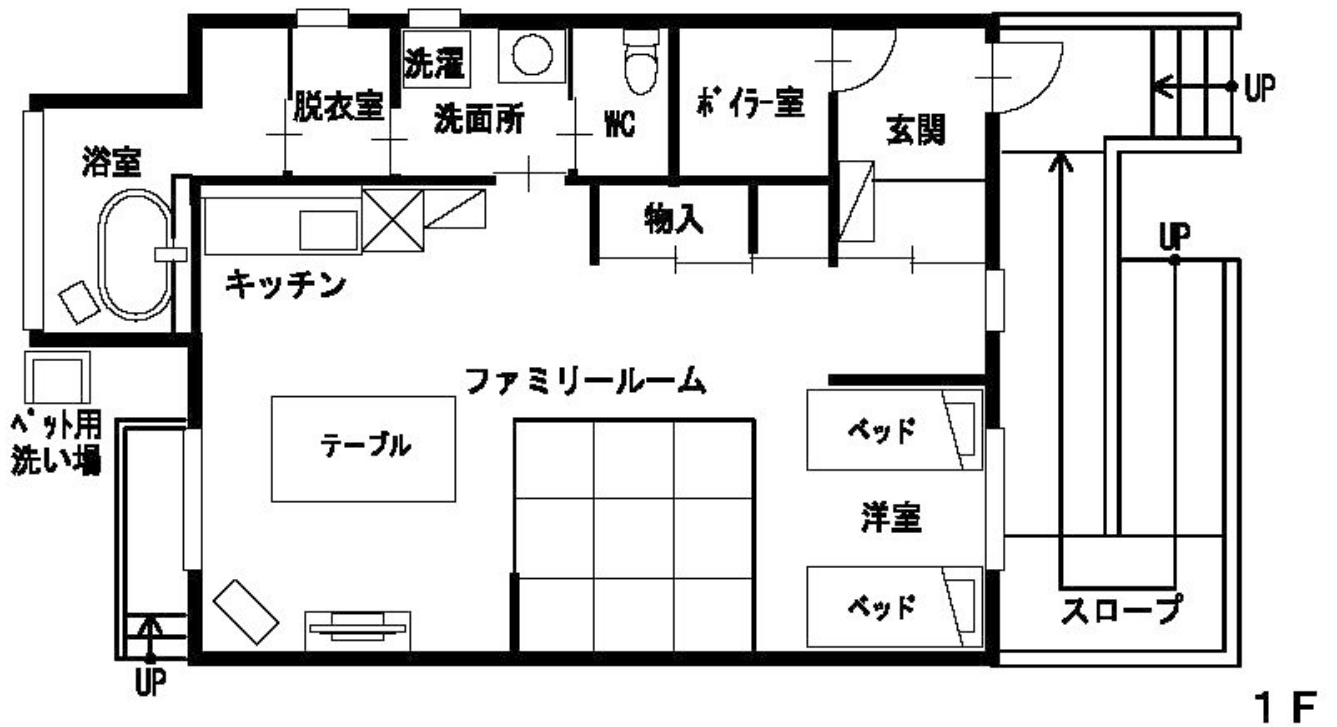 洗濯
脱衣室
洗面所
WC
ボイラー室
玄関
UP
浴室
物入
UP
キッチン
ファミリールーム
ペット用
洗い場
テーブル
ベッド
洋室
ベッド
スロープ
UP
1F